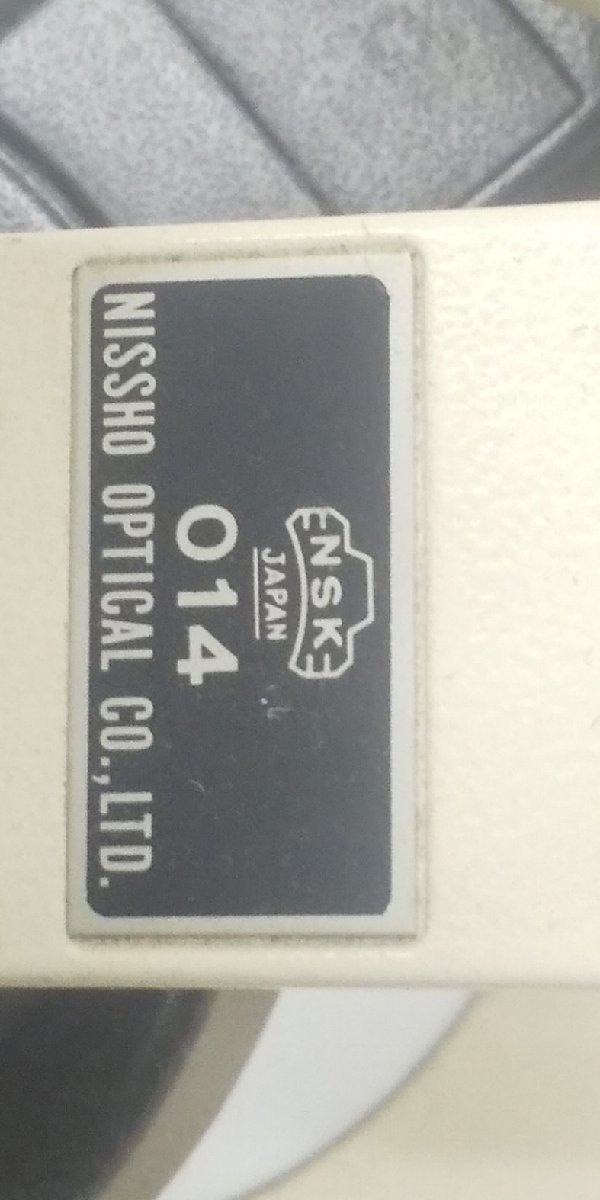 NSK
JAPAN
014
NISSHO OPTICAL CO.,LTD.